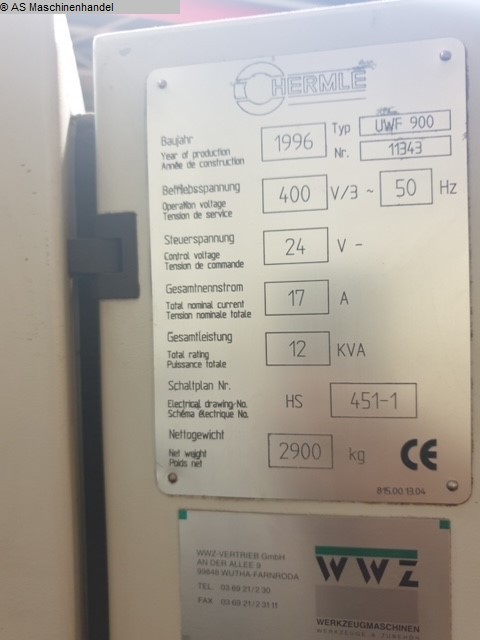 © AS Maschinenhandel
HERMLE
Baujahr
Year of production
Année de construction
1996
Typ UWF 900
Nr. 11343
Betriebsspannung
Operation voltage
Tension de service
400 V/3 ~ 50 Hz
Steuerspannung
Control voltage
Tension de commande
24 V -
Gesamtnennstrom
Total nominal current
Tension nominale totale
17 A
Gesamtleistung
Total rating
Puissance totale
12 KVA
Schaltplan Nr.
Electrical drawing-No.
Schéma électrique No.
HS 451-1
Nettogewicht
Net weight
Poids net
2900 kg
CE
815.00.13.04
WWZ-VERTRIEB GmbH
AN DER ALLEE 9
99848 WUTHA-FARNRODA
TEL. 03 69 21/2 30
FAX 03 69 21/2 31 11
WWZ
WERKZEUGMASCHINEN
WERKZEUGE & ZUBEHÖR